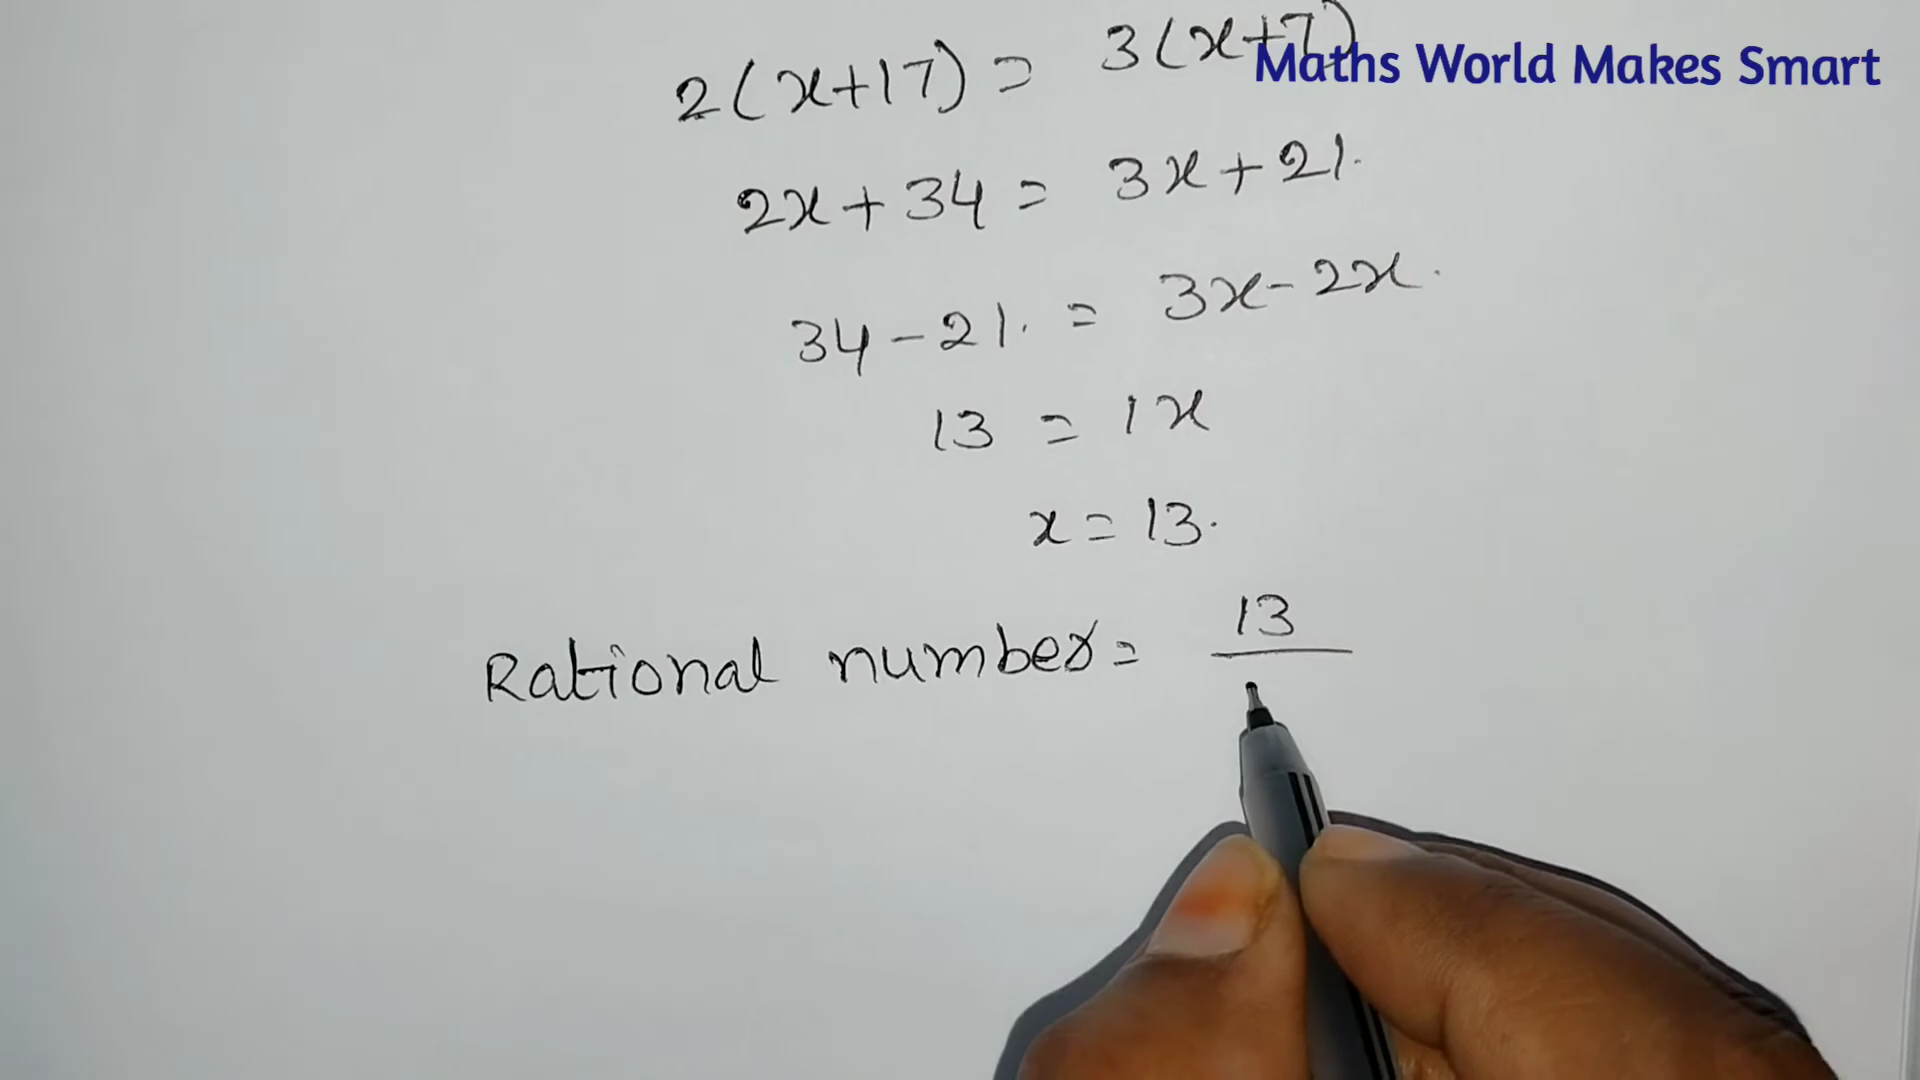 Maths World Makes Smart
2(x+17) = 3(x+7)
2x+34 = 3x+21.
34-21. = 3x-2x.
13 = 1x
x = 13.
Rational number = 13/